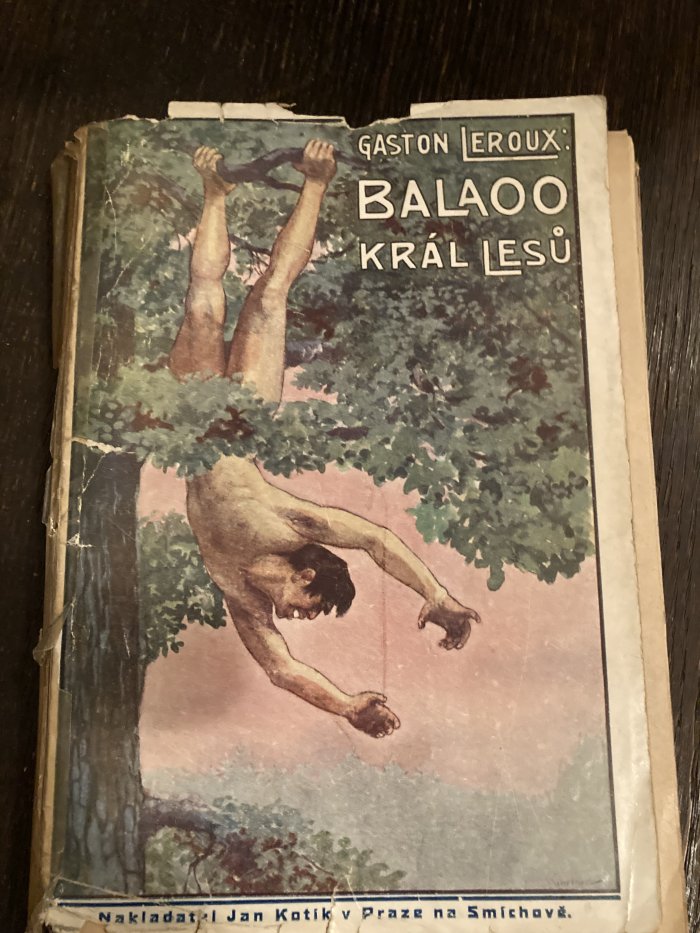 GASTON LEROUX:
BALAOO
KRÁL LESŮ
Nakladatel Jan Kotík v Praze na Smíchově.